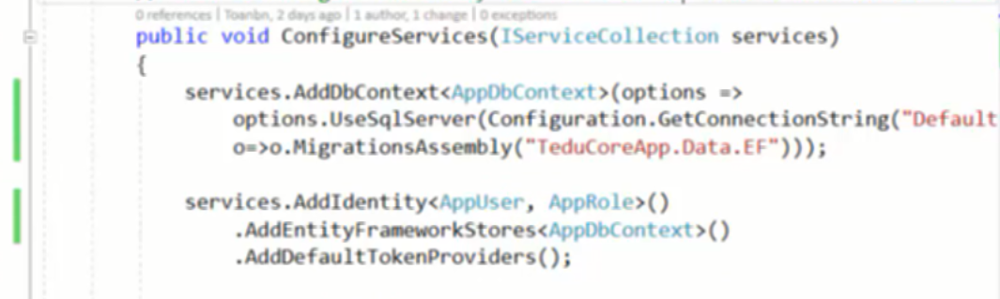 0 references | Toanbn, 2 days ago | 1 author, 1 change | 0 exceptions
public void ConfigureServices(IServiceCollection services)
{
services.AddDbContext<AppDbContext>(options =>
options.UseSqlServer(Configuration.GetConnectionString("Default
o=>o.MigrationsAssembly("TeduCoreApp.Data.EF")));
services.AddIdentity<AppUser, AppRole>()
.AddEntityFrameworkStores<AppDbContext>()
.AddDefaultTokenProviders();